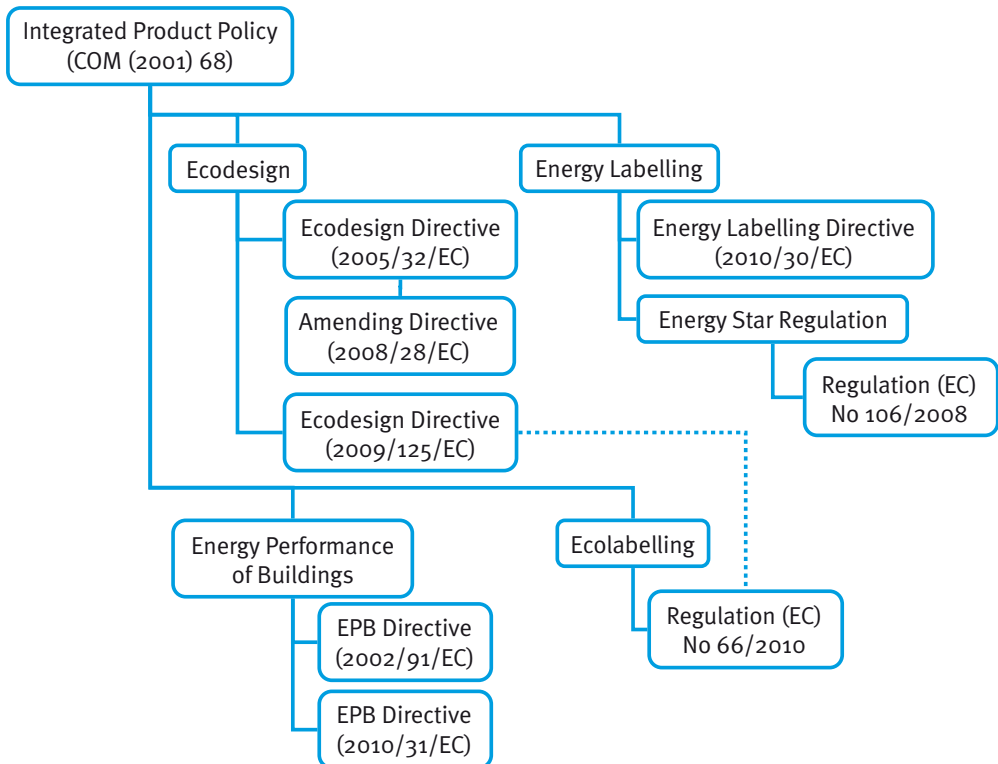 Integrated Product Policy
(COM (2001) 68)
Ecodesign
Energy Labelling
Ecodesign Directive
(2005/32/EC)
Energy Labelling Directive
(2010/30/EC)
Amending Directive
(2008/28/EC)
Energy Star Regulation
Regulation (EC)
No 106/2008
Ecodesign Directive
(2009/125/EC)
Energy Performance
of Buildings
Ecolabelling
EPB Directive
(2002/91/EC)
Regulation (EC)
No 66/2010
EPB Directive
(2010/31/EC)